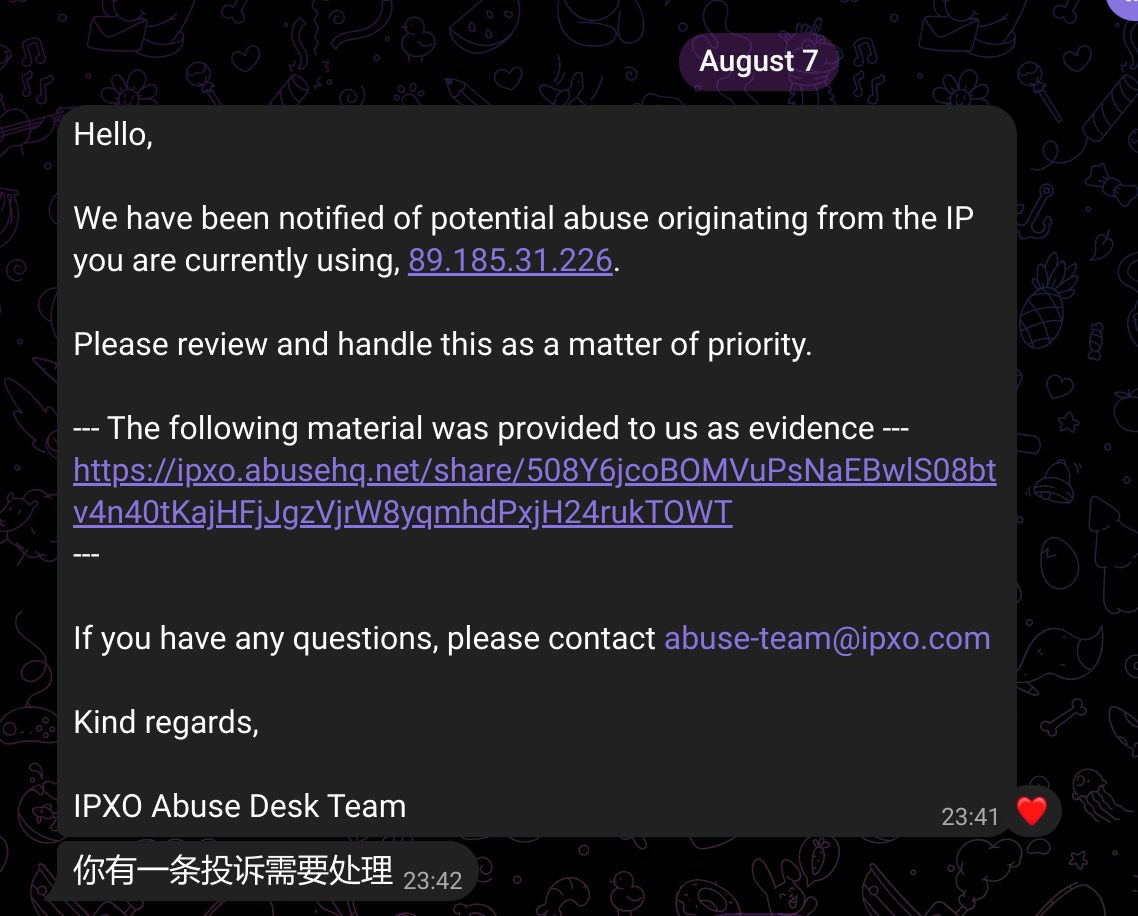 August 7
Hello,
We have been notified of potential abuse originating from the IP
you are currently using, 89.185.31.226.
Please review and handle this as a matter of priority.
--- The following material was provided to us as evidence ---
https://ipxo.abusehq.net/share/508Y6jcoBOMVuPsNaEBwlS08bt
v4n40tKajHFjJgzVjrW8yqmhdPxjH24rukTOWT
---
If you have any questions, please contact abuse-team@ipxo.com
Kind regards,
IPXO Abuse Desk Team
23:41
你有一条投诉需要处理 23:42